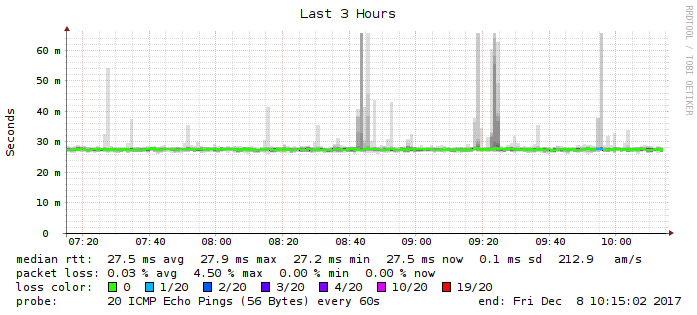 Last 3 Hours
RRDTOOL / TOBI OETIKER
Seconds
60 m
50 m
40 m
30 m
20 m
10 m
0
07:20 07:40 08:00 08:20 08:40 09:00 09:20 09:40 10:00
median rtt: 27.5 ms avg 27.9 ms max 27.2 ms min 27.5 ms now 0.1 ms sd 212.9 am/s
packet loss: 0.03 % avg 4.50 % max 0.00 % min 0.00 % now
loss color: 0 1/20 2/20 3/20 4/20 10/20 19/20
probe: 20 ICMP Echo Pings (56 Bytes) every 60s end: Fri Dec 8 10:15:02 2017